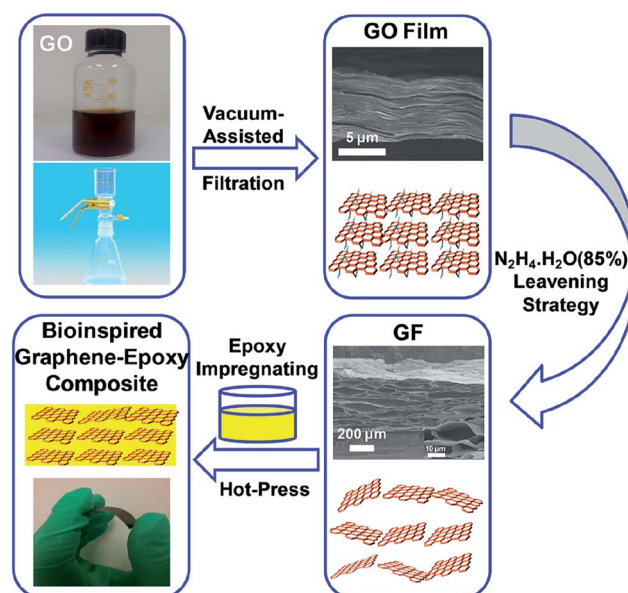 GO
GO Film
5 μm
Vacuum-
Assisted
Filtration
N₂H₄.H₂O(85%)
Leavening
Strategy
GF
200 μm
10 μm
Epoxy
Impregnating
Hot-Press
Bioinspired
Graphene-Epoxy
Composite